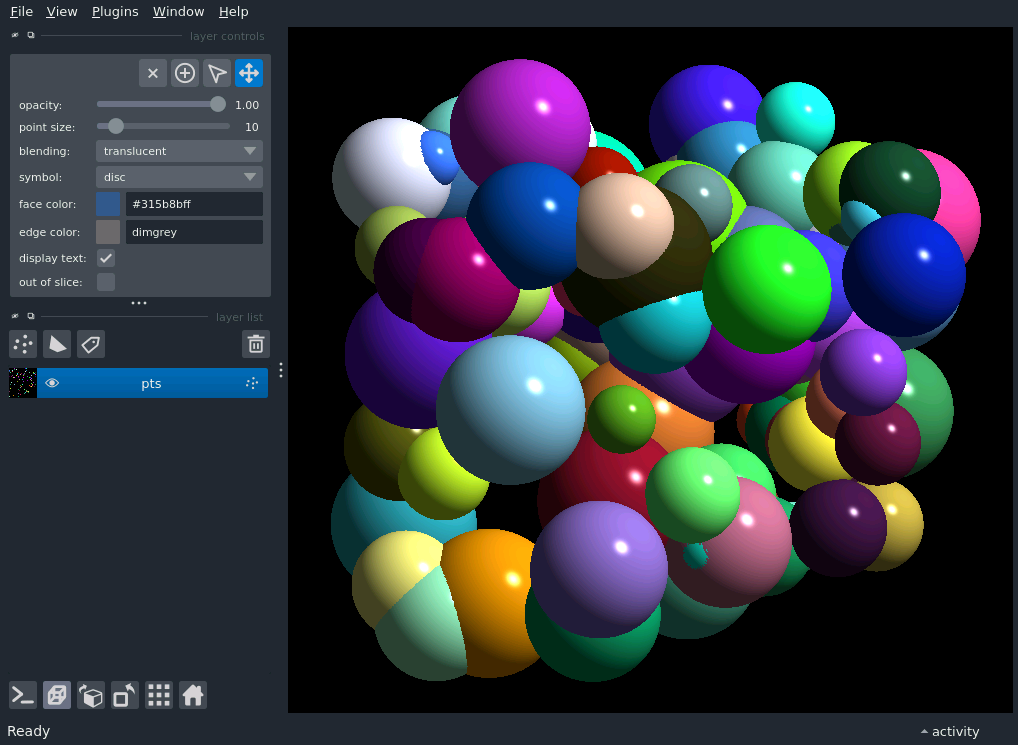 File View Plugins Window Help
layer controls
opacity: 1.00
point size: 10
blending: translucent
symbol: disc
face color: #315b8bff
edge color: dimgrey
display text:
out of slice:
layer list
pts
Ready activity